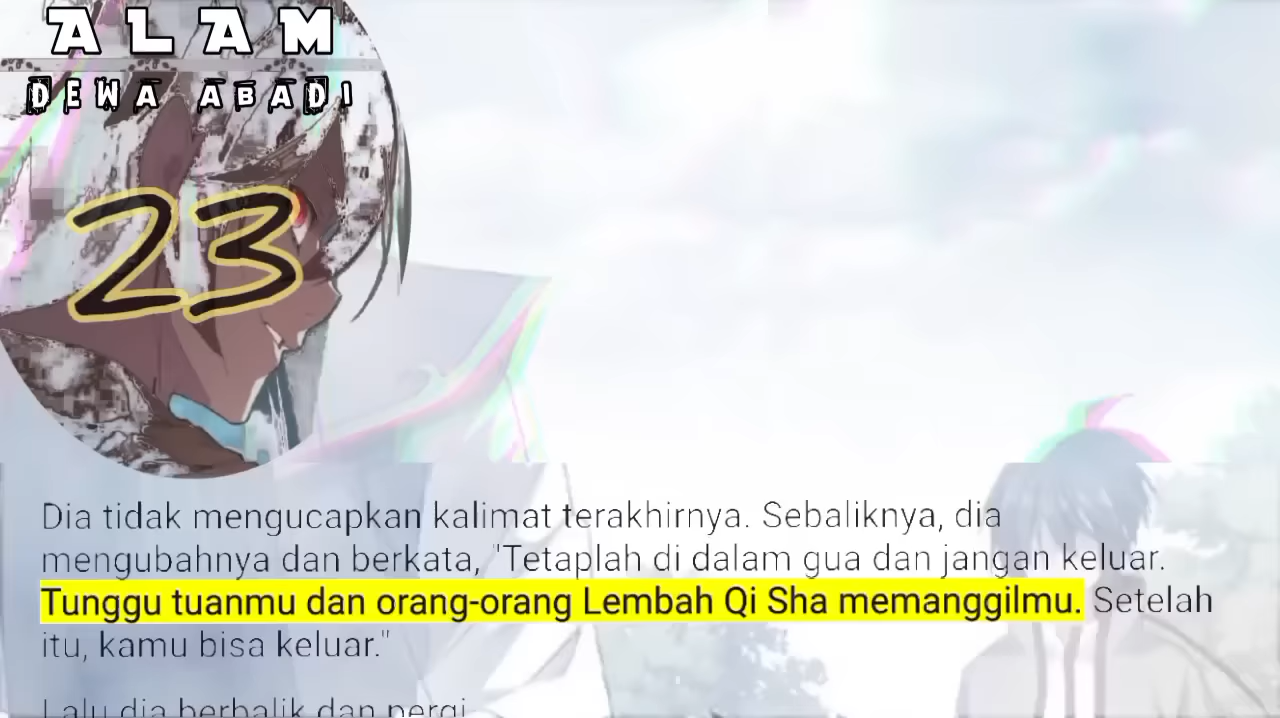 ALAM
DEWA ABADI
23
Dia tidak mengucapkan kalimat terakhirnya. Sebaliknya, dia
mengubahnya dan berkata, "Tetaplah di dalam gua dan jangan keluar.
Tunggu tuanmu dan orang-orang Lembah Qi Sha memanggilmu. Setelah
itu, kamu bisa keluar."
Lalu dia berbalik dan pergi